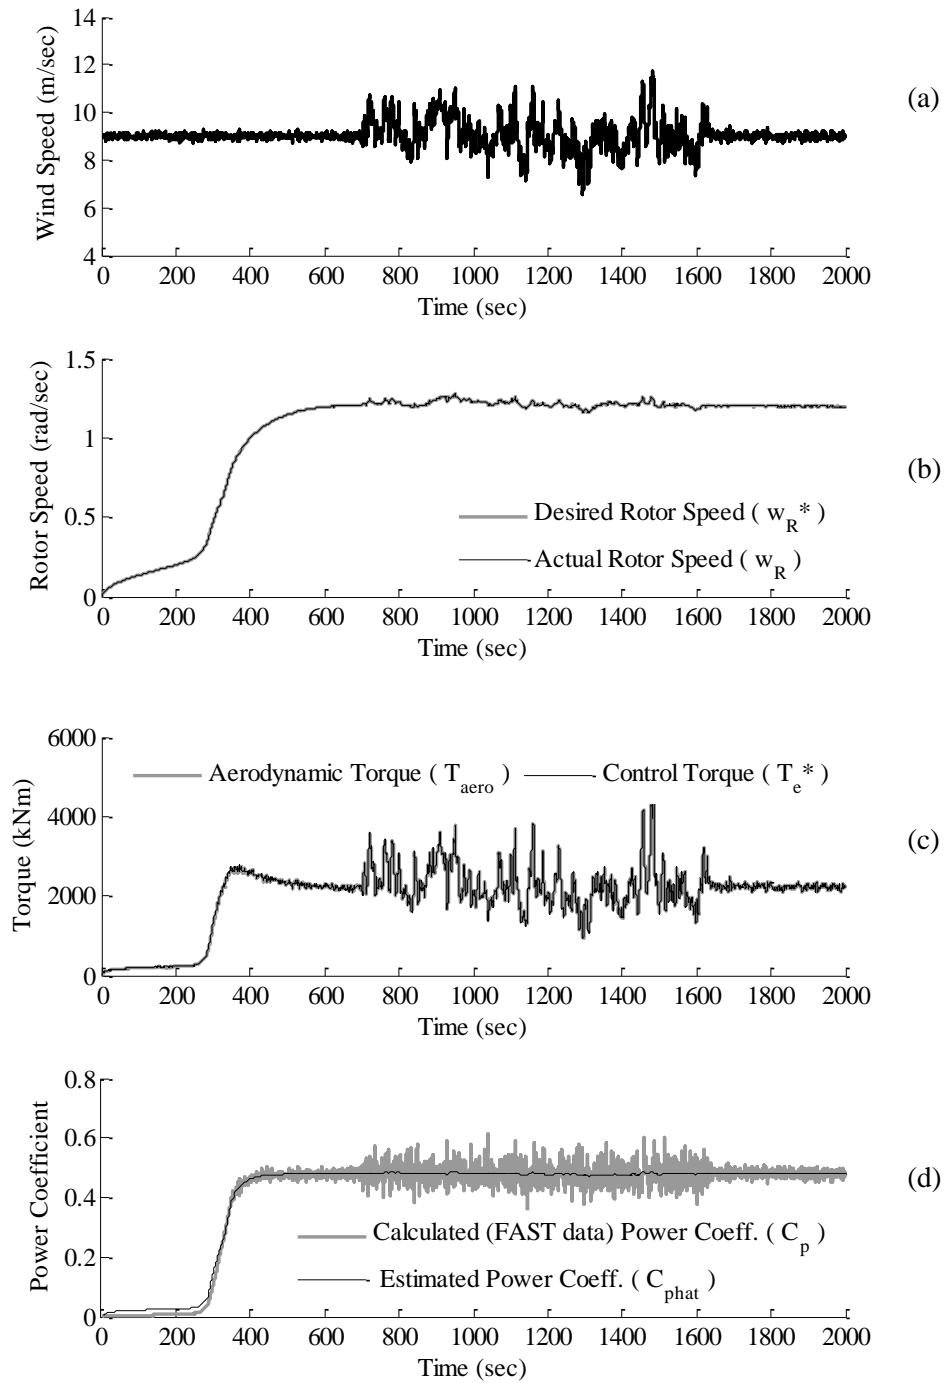 14
12
10
8
6
4
Wind Speed (m/sec)
0 200 400 600 800 1000 1200 1400 1600 1800 2000
Time (sec)
(a)
1.5
1
0.5
0
Rotor Speed (rad/sec)
Desired Rotor Speed ( w_R* )
Actual Rotor Speed ( w_R )
0 200 400 600 800 1000 1200 1400 1600 1800 2000
Time (sec)
(b)
6000
4000
2000
0
Torque (kNm)
Aerodynamic Torque ( T_aero ) Control Torque ( T_e* )
0 200 400 600 800 1000 1200 1400 1600 1800 2000
Time (sec)
(c)
0.8
0.6
0.4
0.2
0
Power Coefficient
Calculated (FAST data) Power Coeff. ( C_p )
Estimated Power Coeff. ( C_phat )
0 200 400 600 800 1000 1200 1400 1600 1800 2000
Time (sec)
(d)